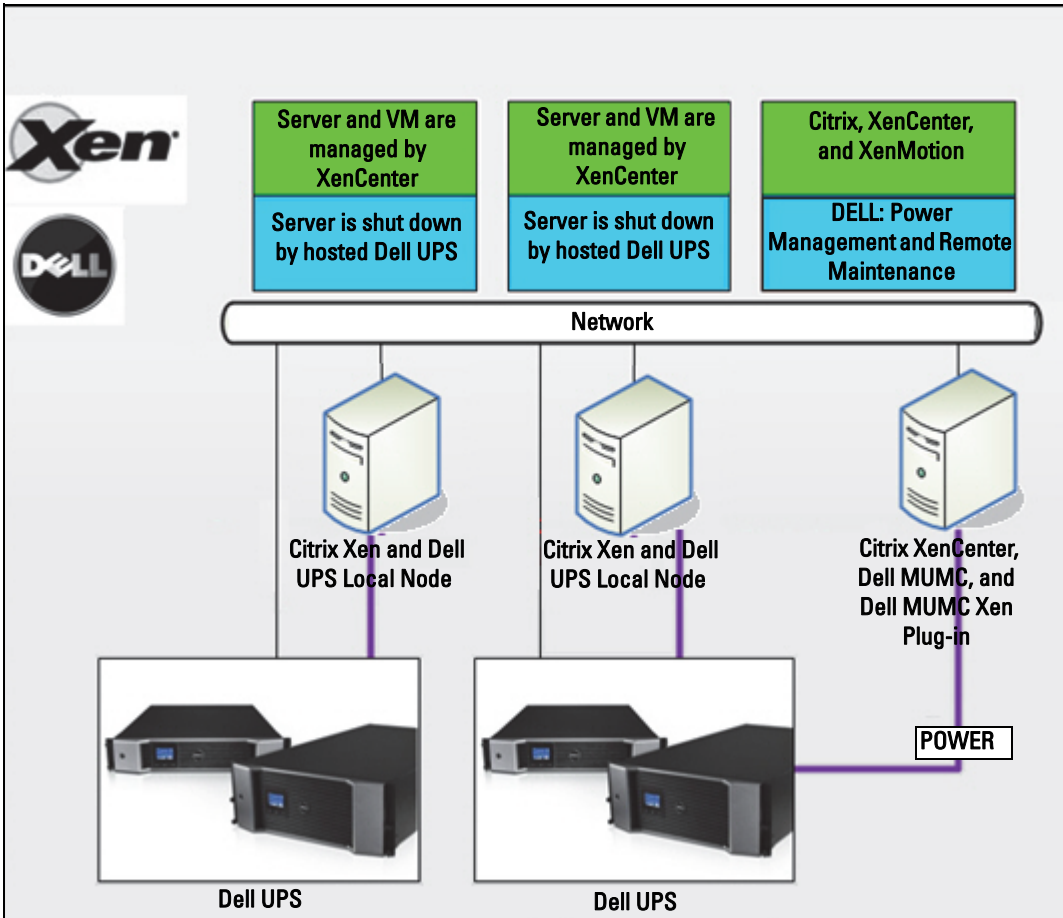 Xen
DELL
Server and VM are
managed by
XenCenter
Server is shut down
by hosted Dell UPS
Server and VM are
managed by
XenCenter
Server is shut down
by hosted Dell UPS
Citrix, XenCenter,
and XenMotion
DELL: Power
Management and Remote
Maintenance
Network
Citrix Xen and Dell
UPS Local Node
Citrix Xen and Dell
UPS Local Node
Citrix XenCenter,
Dell MUMC, and
Dell MUMC Xen
Plug-in
POWER
Dell UPS
Dell UPS